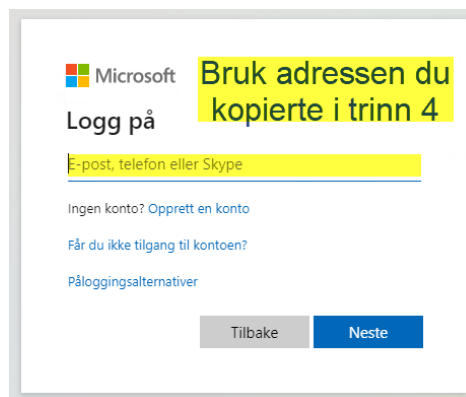 Microsoft
Bruk adressen du
kopierte i trinn 4
Logg på
E-post, telefon eller Skype
Ingen konto? Opprett en konto
Får du ikke tilgang til kontoen?
Påloggingsalternativer
Tilbake
Neste